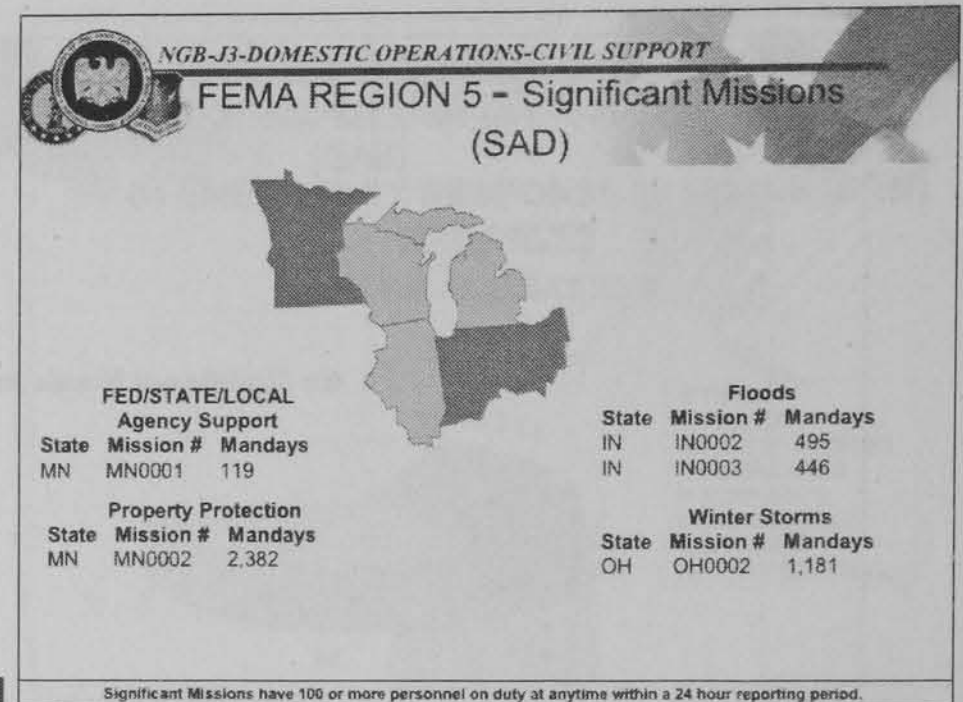 NGB-J3-DOMESTIC OPERATIONS-CIVIL SUPPORT
FEMA REGION 5 - Significant Missions
(SAD)
FED/STATE/LOCAL
Agency Support
State Mission # Mandays
MN MN0001 119
Property Protection
State Mission # Mandays
MN MN0002 2,382
Floods
State Mission # Mandays
IN IN0002 495
IN IN0003 446
Winter Storms
State Mission # Mandays
OH OH0002 1,181
Significant Missions have 100 or more personnel on duty at anytime within a 24 hour reporting period.